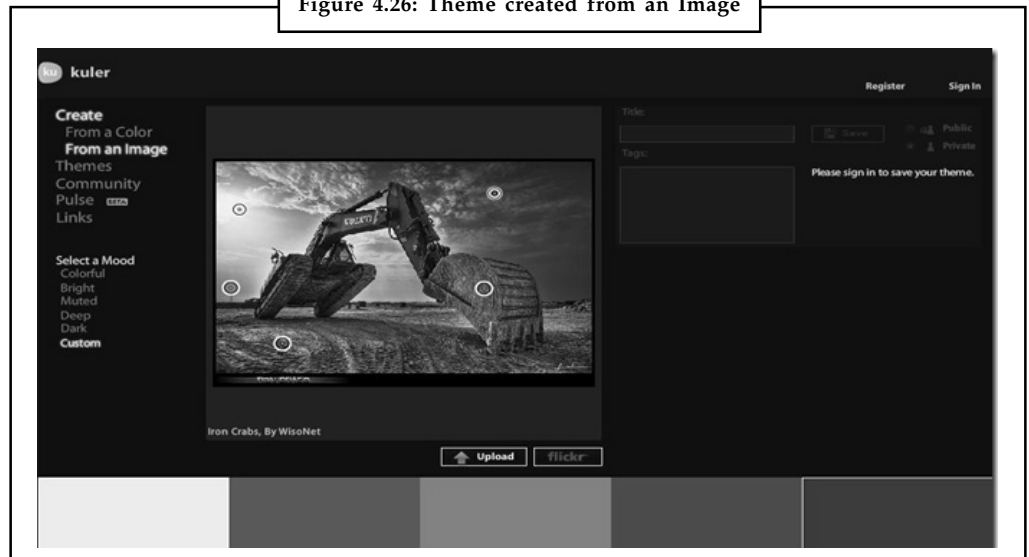 Figure 4.26: Theme created from an Image
ku kuler
Register Sign In
Create
From a Color
From an Image
Themes
Community
Pulse BETA
Links
Select a Mood
Colorful
Bright
Muted
Deep
Dark
Custom
Iron Crabs, By WisoNet
Upload flickr
Title:
Save
Public
Private
Tags:
Please sign in to save your theme.